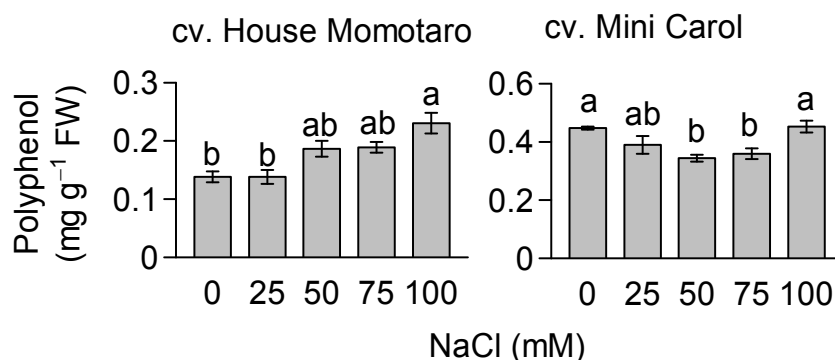 cv. House Momotaro
cv. Mini Carol
Polyphenol
(mg g⁻¹ FW)
0.3
0.2
0.1
0
b
b
ab
ab
a
0 25 50 75 100
0.6
0.4
0.2
0
a
ab
b
b
a
0 25 50 75 100
NaCl (mM)